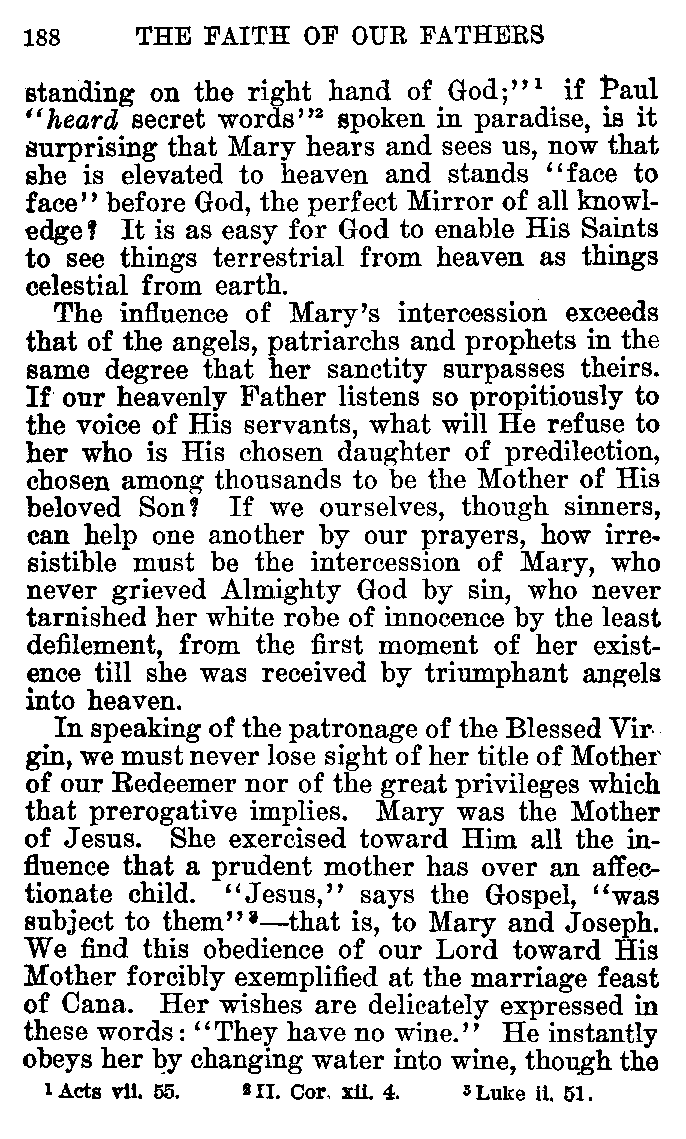 188 THE FAITH OF OUR FATHERS
standing on the right hand of God;''¹ if Paul
''heard secret words''² spoken in paradise, is it
surprising that Mary hears and sees us, now that
she is elevated to heaven and stands ''face to
face'' before God, the perfect Mirror of all knowl-
edge? It is as easy for God to enable His Saints
to see things terrestrial from heaven as things
celestial from earth.
The influence of Mary's intercession exceeds
that of the angels, patriarchs and prophets in the
same degree that her sanctity surpasses theirs.
If our heavenly Father listens so propitiously to
the voice of His servants, what will He refuse to
her who is His chosen daughter of predilection,
chosen among thousands to be the Mother of His
beloved Son? If we ourselves, though sinners,
can help one another by our prayers, how irre-
sistible must be the intercession of Mary, who
never grieved Almighty God by sin, who never
tarnished her white robe of innocence by the least
defilement, from the first moment of her exist-
ence till she was received by triumphant angels
into heaven.
In speaking of the patronage of the Blessed Vir-
gin, we must never lose sight of her title of Mother
of our Redeemer nor of the great privileges which
that prerogative implies. Mary was the Mother
of Jesus. She exercised toward Him all the in-
fluence that a prudent mother has over an affec-
tionate child. ''Jesus,'' says the Gospel, ''was
subject to them''³—that is, to Mary and Joseph.
We find this obedience of our Lord toward His
Mother forcibly exemplified at the marriage feast
of Cana. Her wishes are delicately expressed in
these words: ''They have no wine.'' He instantly
obeys her by changing water into wine, though the
¹ Acts vii. 55. ² II. Cor. xii. 4. ³ Luke ii. 51.